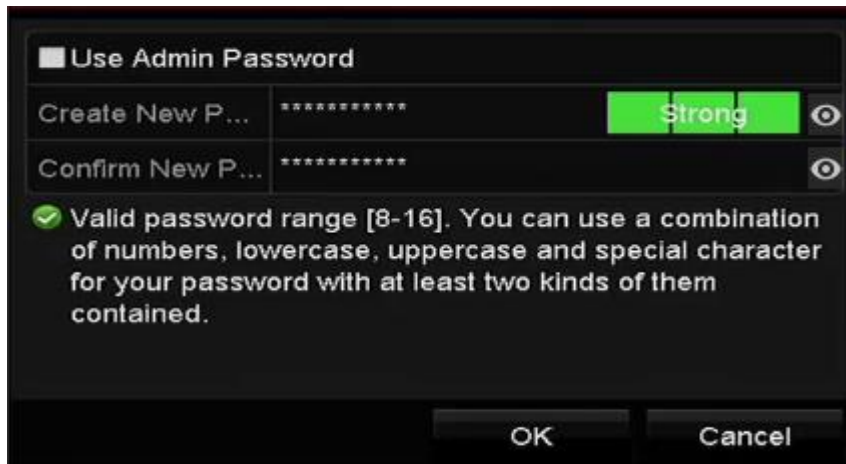 Use Admin Password
Create New P... *********** Strong
Confirm New P... ***********
Valid password range [8-16]. You can use a combination
of numbers, lowercase, uppercase and special character
for your password with at least two kinds of them
contained.
OK Cancel